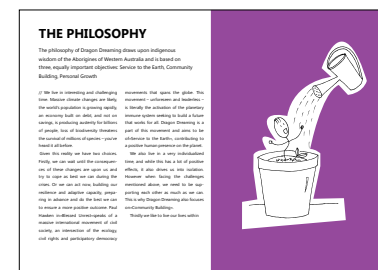 THE PHILOSOPHY
The philosophy of Dragon Dreaming draws upon indigenous
wisdom of the Aborigines of Western Australia and is based on
three, equally important objectives: Service to the Earth, Community
Building, Personal Growth
// We live in interesting and challenging
time. Massive climate changes are likely,
the world's population is growing rapidly,
an economy built on debt, and not on
savings, is producing austerity for billions
of people, loss of biodiversity threatens
the survival of millions of species – you've
heard it all before.
Given this reality we have two choices.
Firstly, we can wait until the consequen-
ces of these changes are upon us and
try to cope as best we can during the
crises. Or we can act now, building our
resilience and adaptive capacity, prepa-
ring in advance and do the best we can
to ensure a more positive outcome. Paul
Hawken in›Blessed Unrest‹speaks of a
massive international movement of civil
society, an intersection of the ecology,
civil rights and participatory democracy
movements that spans the globe. This
movement – unforeseen and leaderless –
is literally the activation of the planetary
immune system seeking to build a future
that works for all. Dragon Dreaming is a
part of this movement and aims to be
of›Service to the Earth‹, contributing to
a positive human presence on the planet.
We also live in a very individualized
time, and while this has a lot of positive
effects, it also drives us into isolation.
However when facing the challenges
mentioned above, we need to be sup-
porting each other as much as we can.
This is why Dragon Dreaming also focuses
on›Community Building‹.
Thirdly we like to live our lives within